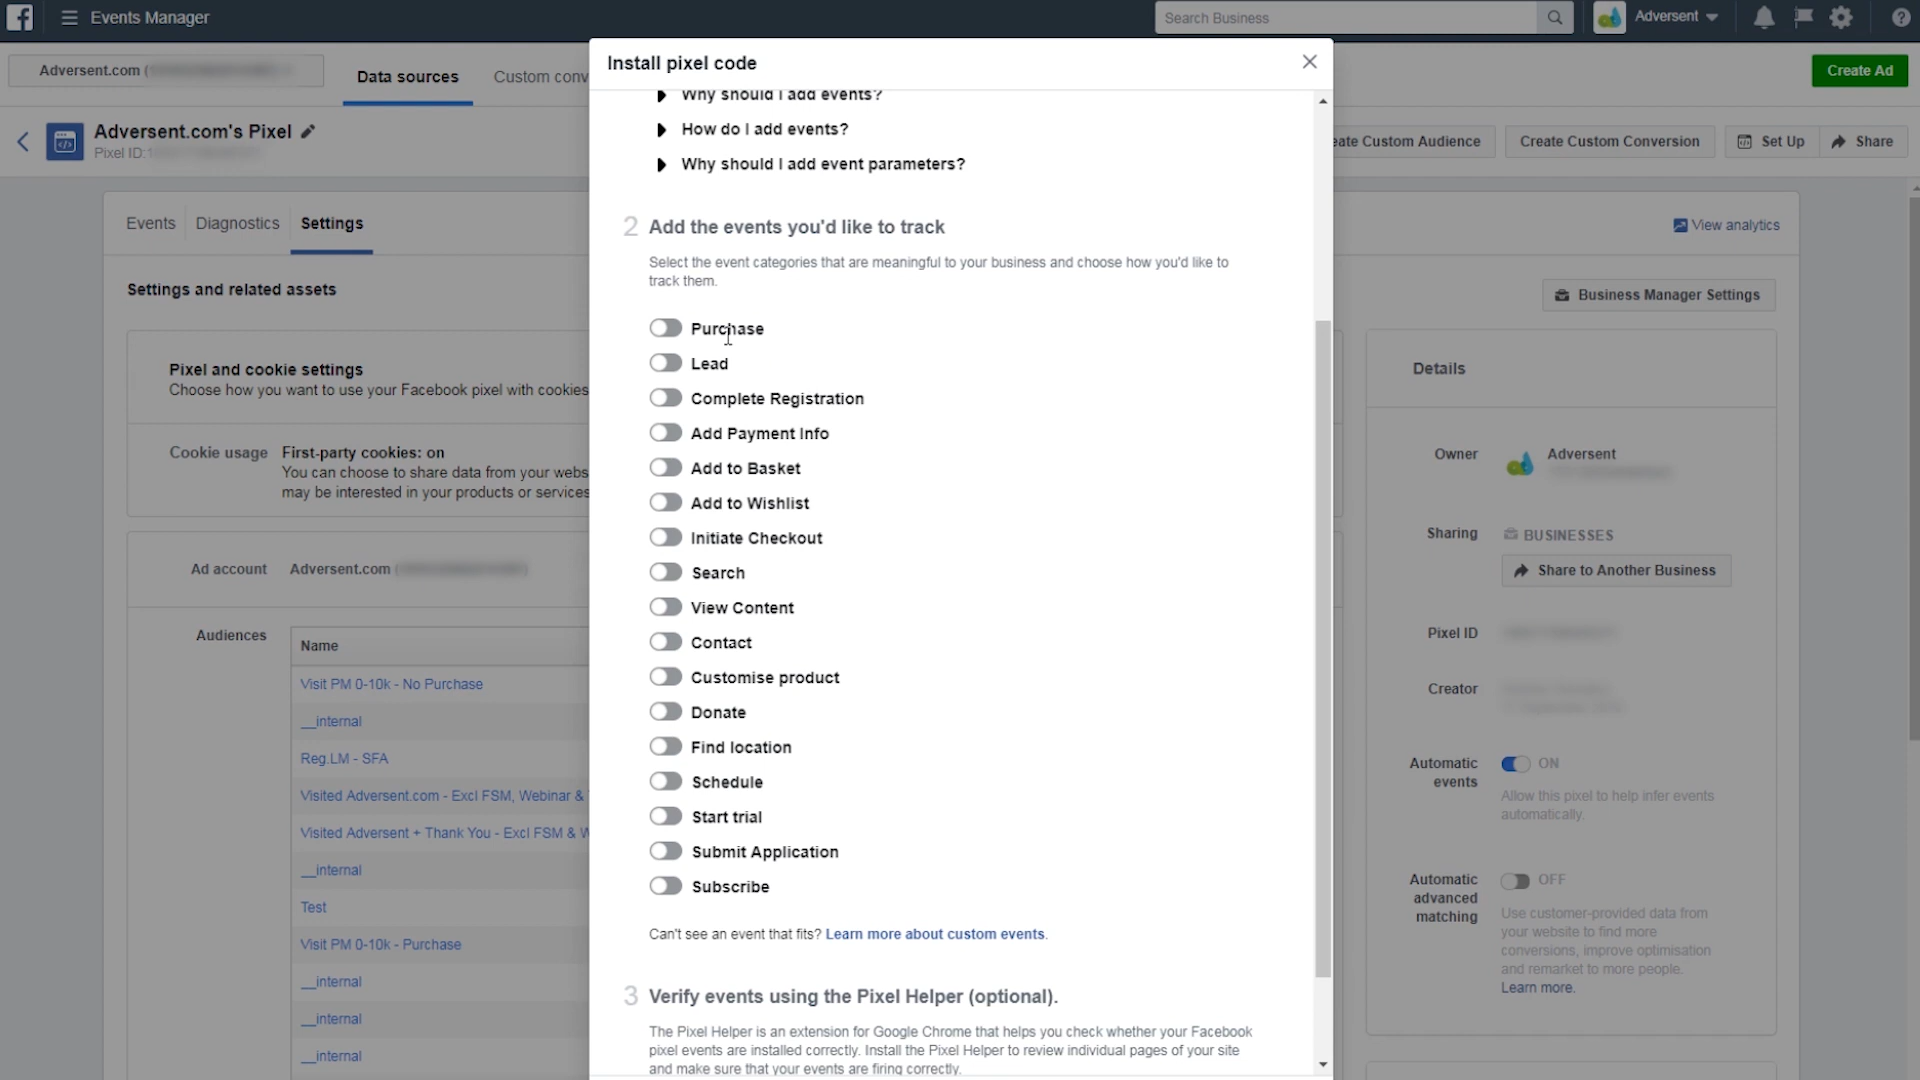 Events Manager
Search Business
Adversent
Adversent.com (
Data sources
Custom conv
Create Ad
Adversent.com's Pixel
Pixel ID:1
eate Custom Audience
Create Custom Conversion
Set Up
Share
Events
Diagnostics
Settings
View analytics
Settings and related assets
Business Manager Settings
Pixel and cookie settings
Choose how you want to use your Facebook pixel with cookies
Cookie usage
First-party cookies: on
You can choose to share data from your webs
may be interested in your products or services
Ad account
Adversent.com (
Audiences
Name
Visit PM 0-10k - No Purchase
__internal
Reg.LM - SFA
Visited Adversent.com - Excl FSM, Webinar &
Visited Adversent + Thank You - Excl FSM & W
__internal
Test
Visit PM 0-10k - Purchase
__internal
__internal
__internal
Install pixel code
Why should I add events?
How do I add events?
Why should I add event parameters?
2 Add the events you'd like to track
Select the event categories that are meaningful to your business and choose how you'd like to
track them.
Purchase
Lead
Complete Registration
Add Payment Info
Add to Basket
Add to Wishlist
Initiate Checkout
Search
View Content
Contact
Customise product
Donate
Find location
Schedule
Start trial
Submit Application
Subscribe
Can't see an event that fits? Learn more about custom events.
3 Verify events using the Pixel Helper (optional).
The Pixel Helper is an extension for Google Chrome that helps you check whether your Facebook
pixel events are installed correctly. Install the Pixel Helper to review individual pages of your site
and make sure that your events are firing correctly.
Details
Owner
Adversent
Sharing
BUSINESSES
Share to Another Business
Pixel ID
Creator
Automatic
events
ON
Allow this pixel to help infer events
automatically.
Automatic
advanced
matching
OFF
Use customer-provided data from
your website to find more
conversions, improve optimisation
and remarket to more people.
Learn more.